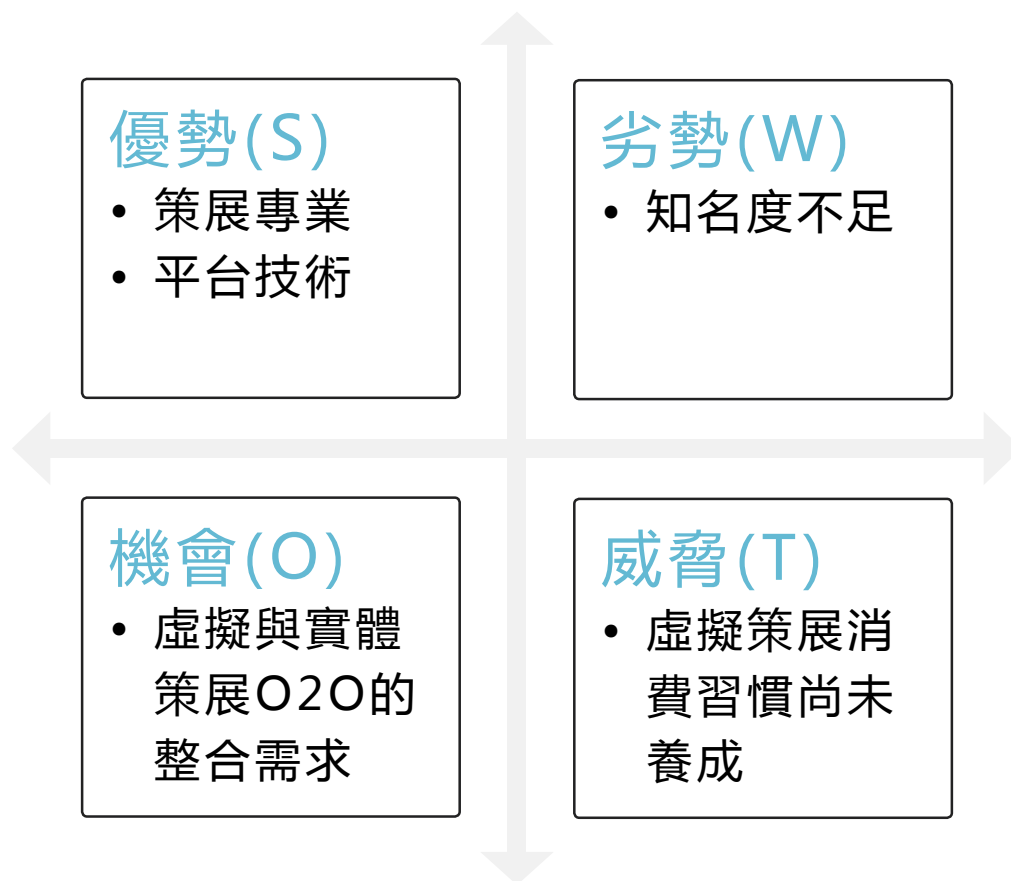 優勢(S)
• 策展專業
• 平台技術
劣勢(W)
• 知名度不足
機會(O)
• 虛擬與實體
策展O2O的
整合需求
威脅(T)
• 虛擬策展消
費習慣尚未
養成